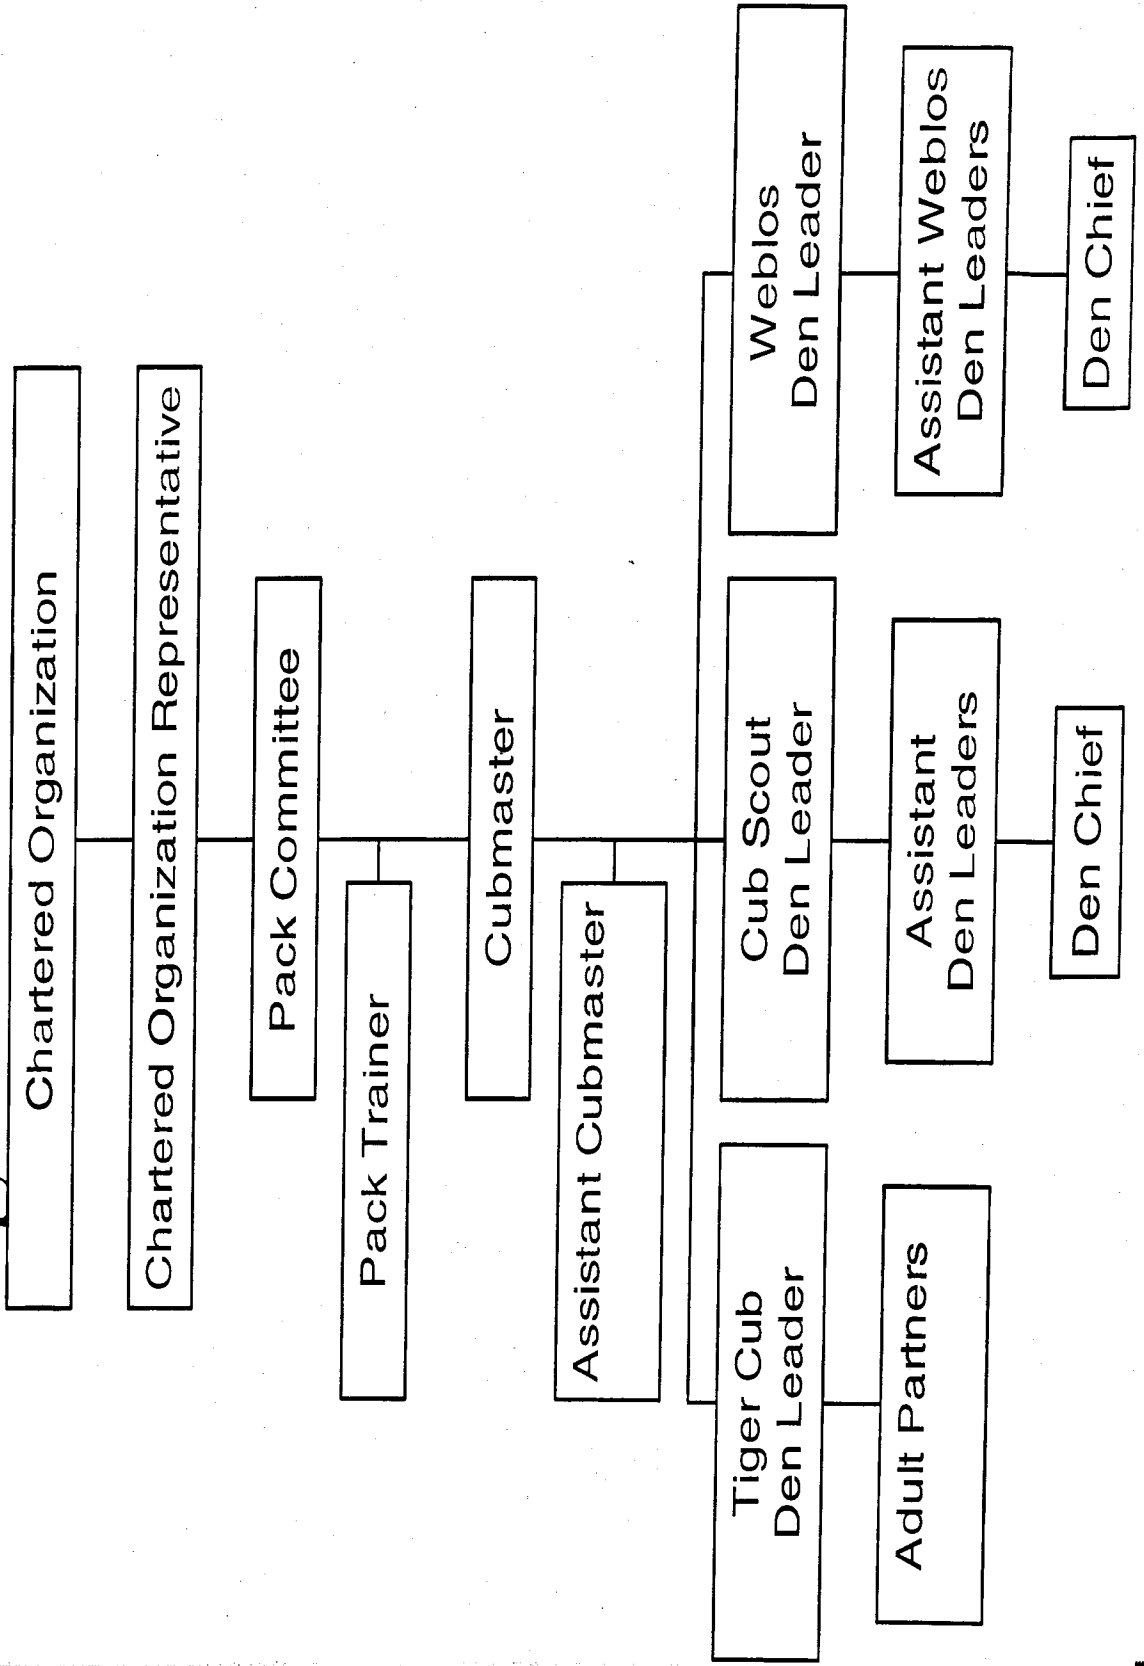 Chartered Organization
Chartered Organization Representative
Pack Committee
Pack Trainer
Cubmaster
Assistant Cubmaster
Tiger Cub
Den Leader
Cub Scout
Den Leader
Weblos
Den Leader
Adult Partners
Assistant
Den Leaders
Assistant Weblos
Den Leaders
Den Chief
Den Chief